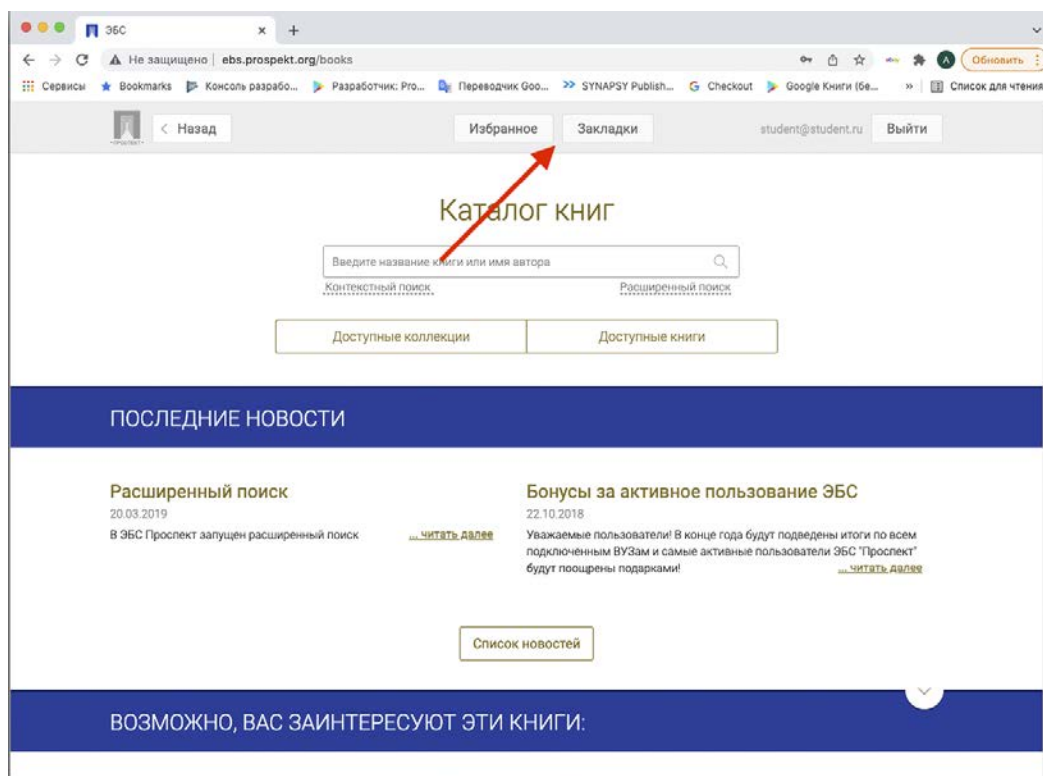 ЭБС
Не защищено | ebs.prospekt.org/books
Обновить
Сервисы Bookmarks Консоль разрабо... Разработчик: Pro... Переводчик Goo... SYNAPSY Publish... Checkout Google Книги (бе... » Список для чтения
ПРОСПЕКТ
< Назад Избранное Закладки student@student.ru Выйти
Каталог книг
Введите название книги или имя автора
Контекстный поиск Расширенный поиск
Доступные коллекции Доступные книги
ПОСЛЕДНИЕ НОВОСТИ
Расширенный поиск
20.03.2019
В ЭБС Проспект запущен расширенный поиск ... читать далее
Бонусы за активное пользование ЭБС
22.10.2018
Уважаемые пользователи! В конце года будут подведены итоги по всем
подключенным ВУЗам и самые активные пользователи ЭБС "Проспект"
будут поощрены подарками! ... читать далее
Список новостей
ВОЗМОЖНО, ВАС ЗАИНТЕРЕСУЮТ ЭТИ КНИГИ: